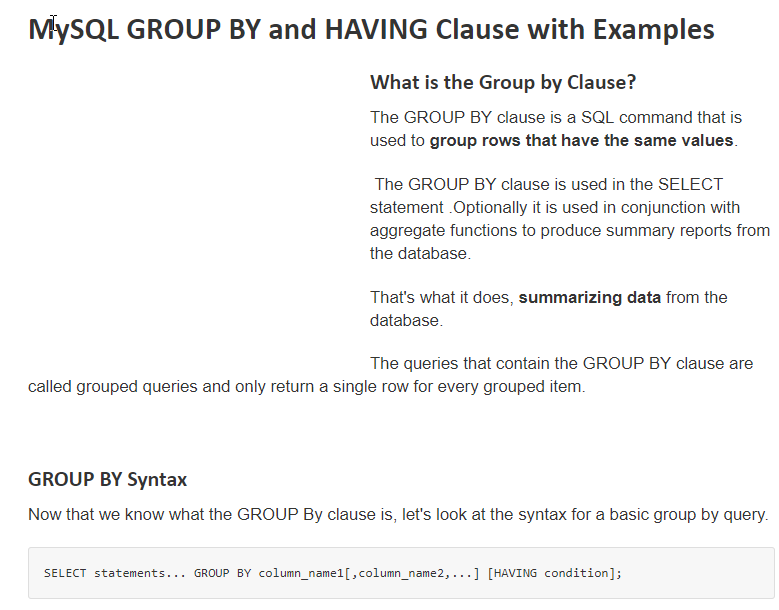 MySQL GROUP BY and HAVING Clause with Examples
What is the Group by Clause?
The GROUP BY clause is a SQL command that is
used to group rows that have the same values.
The GROUP BY clause is used in the SELECT
statement .Optionally it is used in conjunction with
aggregate functions to produce summary reports from
the database.
That's what it does, summarizing data from the
database.
The queries that contain the GROUP BY clause are
called grouped queries and only return a single row for every grouped item.
GROUP BY Syntax
Now that we know what the GROUP By clause is, let's look at the syntax for a basic group by query.
SELECT statements... GROUP BY column_name1[,column_name2,...] [HAVING condition];